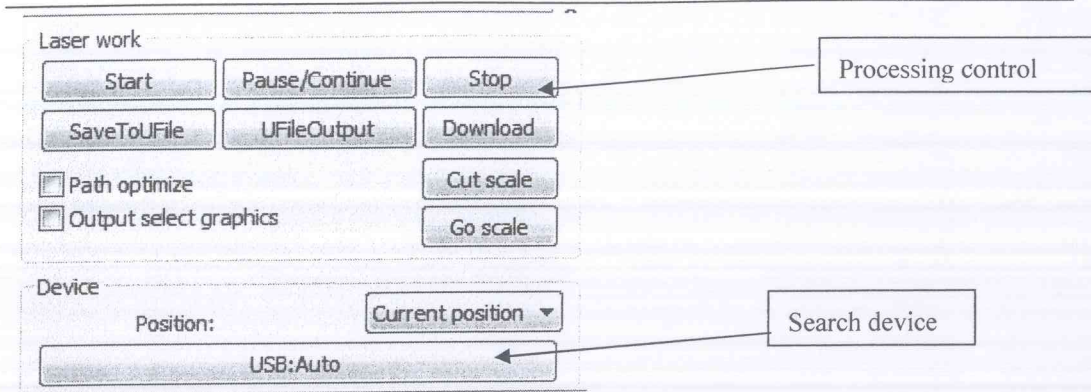 Laser work
Start Pause/Continue Stop
Processing control
SaveToUFile UFileOutput Download
Path optimize Cut scale
Output select graphics Go scale
Device
Position: Current position
Search device
USB:Auto